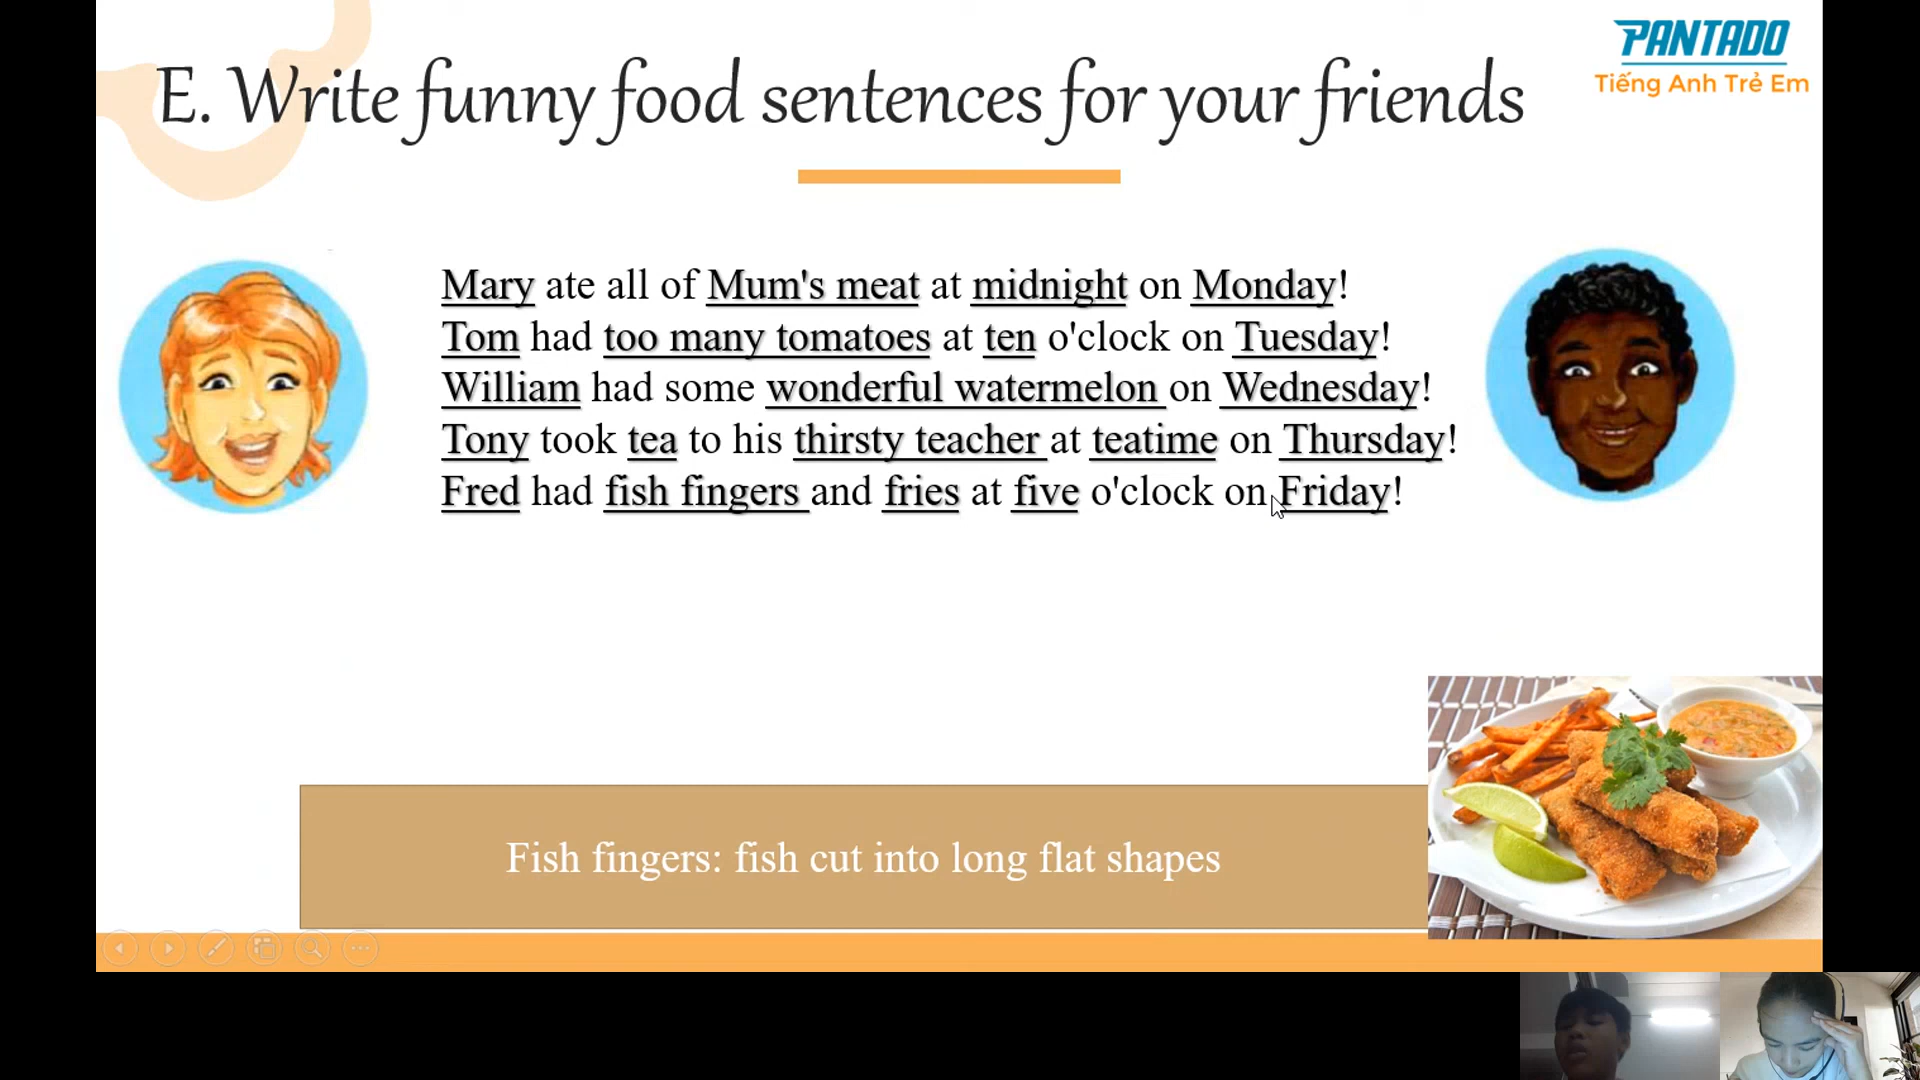 PANTADO
Tiếng Anh Trẻ Em
E. Write funny food sentences for your friends
Mary ate all of Mum's meat at midnight on Monday!
Tom had too many tomatoes at ten o'clock on Tuesday!
William had some wonderful watermelon on Wednesday!
Tony took tea to his thirsty teacher at teatime on Thursday!
Fred had fish fingers and fries at five o'clock on Friday!
Fish fingers: fish cut into long flat shapes